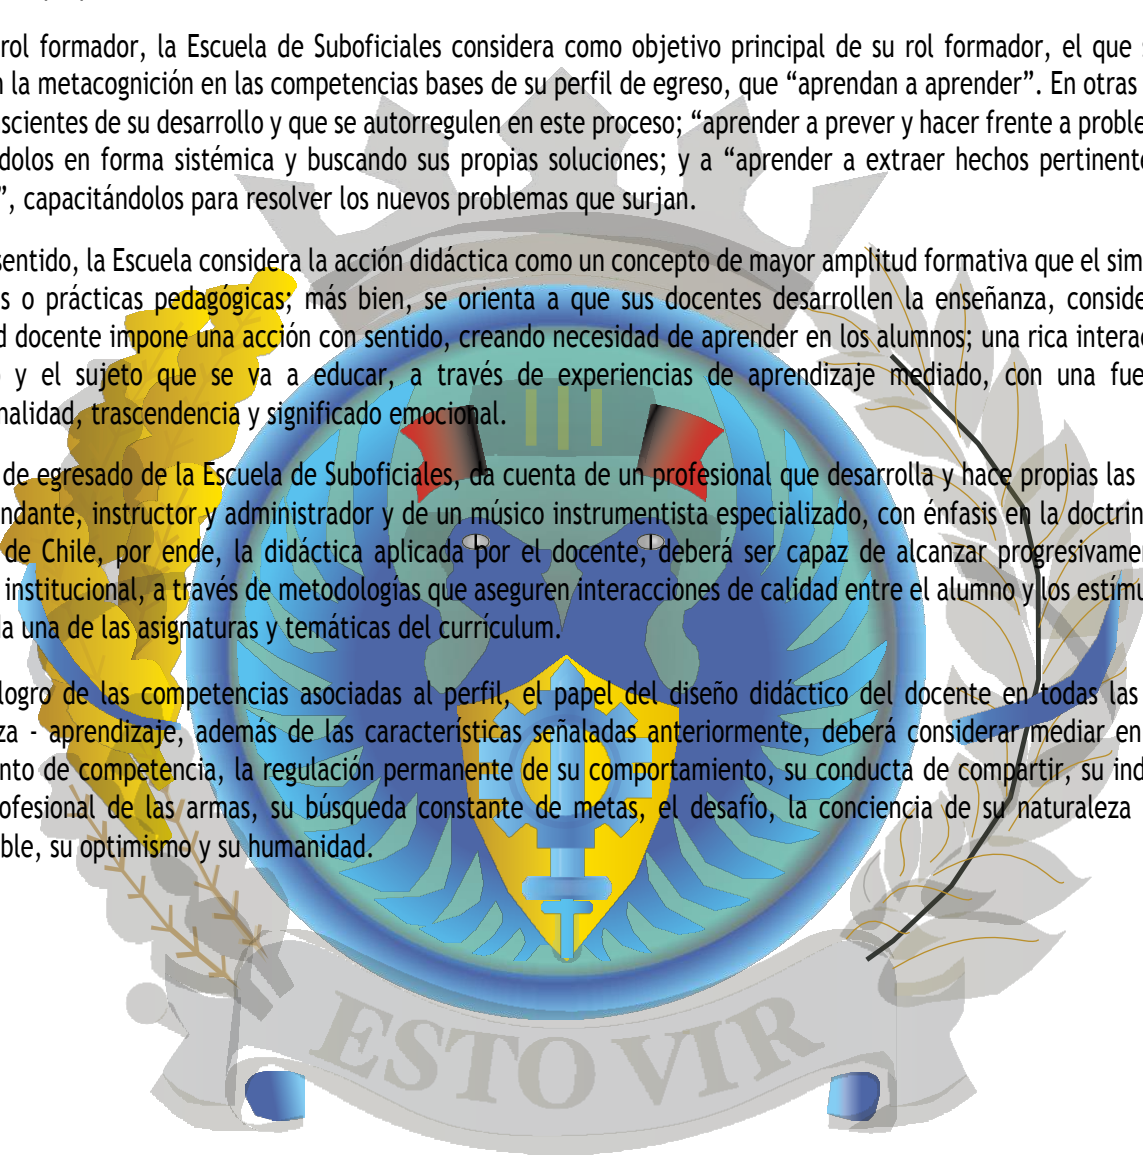 rol formador, la Escuela de Suboficiales considera como objetivo principal de su rol formador, el que
la metacognición en las competencias bases de su perfil de egreso, que “aprendan a aprender”. En otras
scientes de su desarrollo y que se autorregulen en este proceso; “aprender a prever y hacer frente a proble
dolos en forma sistémica y buscando sus propias soluciones; y a “aprender a extraer hechos pertinent
”, capacitándolos para resolver los nuevos problemas que surjan.
sentido, la Escuela considera la acción didáctica como un concepto de mayor amplitud formativa que el sim
s o prácticas pedagógicas; más bien, se orienta a que sus docentes desarrollen la enseñanza, conside
d docente impone una acción con sentido, creando necesidad de aprender en los alumnos; una rica interac
y el sujeto que se va a educar, a través de experiencias de aprendizaje mediado, con una fue
nalidad, trascendencia y significado emocional.
de egresado de la Escuela de Suboficiales, da cuenta de un profesional que desarrolla y hace propias las
ndante, instructor y administrador y de un músico instrumentista especializado, con énfasis en la doctrin
de Chile, por ende, la didáctica aplicada por el docente, deberá ser capaz de alcanzar progresivame
institucional, a través de metodologías que aseguren interacciones de calidad entre el alumno y los estímu
da una de las asignaturas y temáticas del currículum.
logro de las competencias asociadas al perfil, el papel del diseño didáctico del docente en todas las
za - aprendizaje, además de las características señaladas anteriormente, deberá considerar mediar en
nto de competencia, la regulación permanente de su comportamiento, su conducta de compartir, su ind
rofesional de las armas, su búsqueda constante de metas, el desafío, la conciencia de su naturaleza
ble, su optimismo y su humanidad.
ESTO VIR